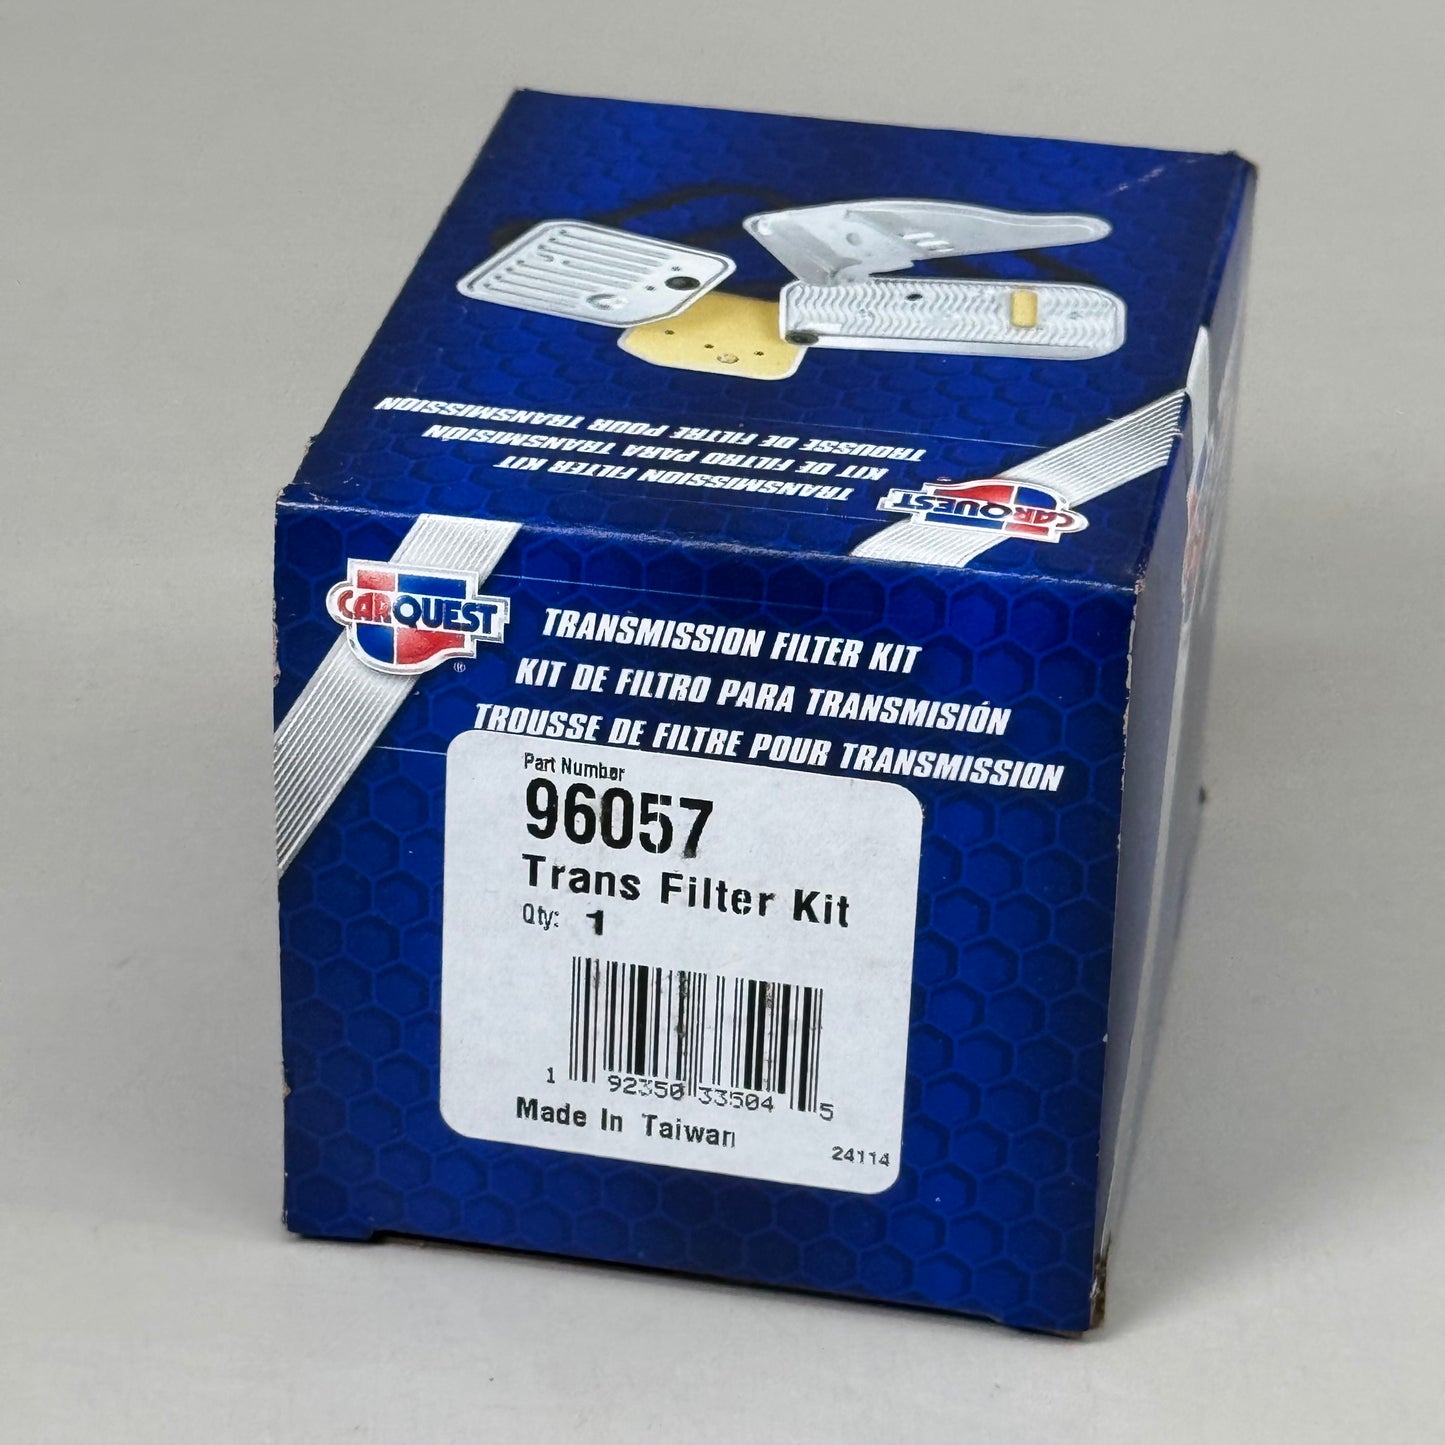 TROUSSE DE FILTRE POUR TRANSMISSION
KIT DE FILTRO PARA TRANSMISIÓN
TRANSMISSION FILTER KIT
CARQUEST
CARQUEST
®
TRANSMISSION FILTER KIT
KIT DE FILTRO PARA TRANSMISIÓN
TROUSSE DE FILTRE POUR TRANSMISSION
Part Number
96057
Trans Filter Kit
Qty: 1
1 92350 33504 5
Made In Taiwan
24114